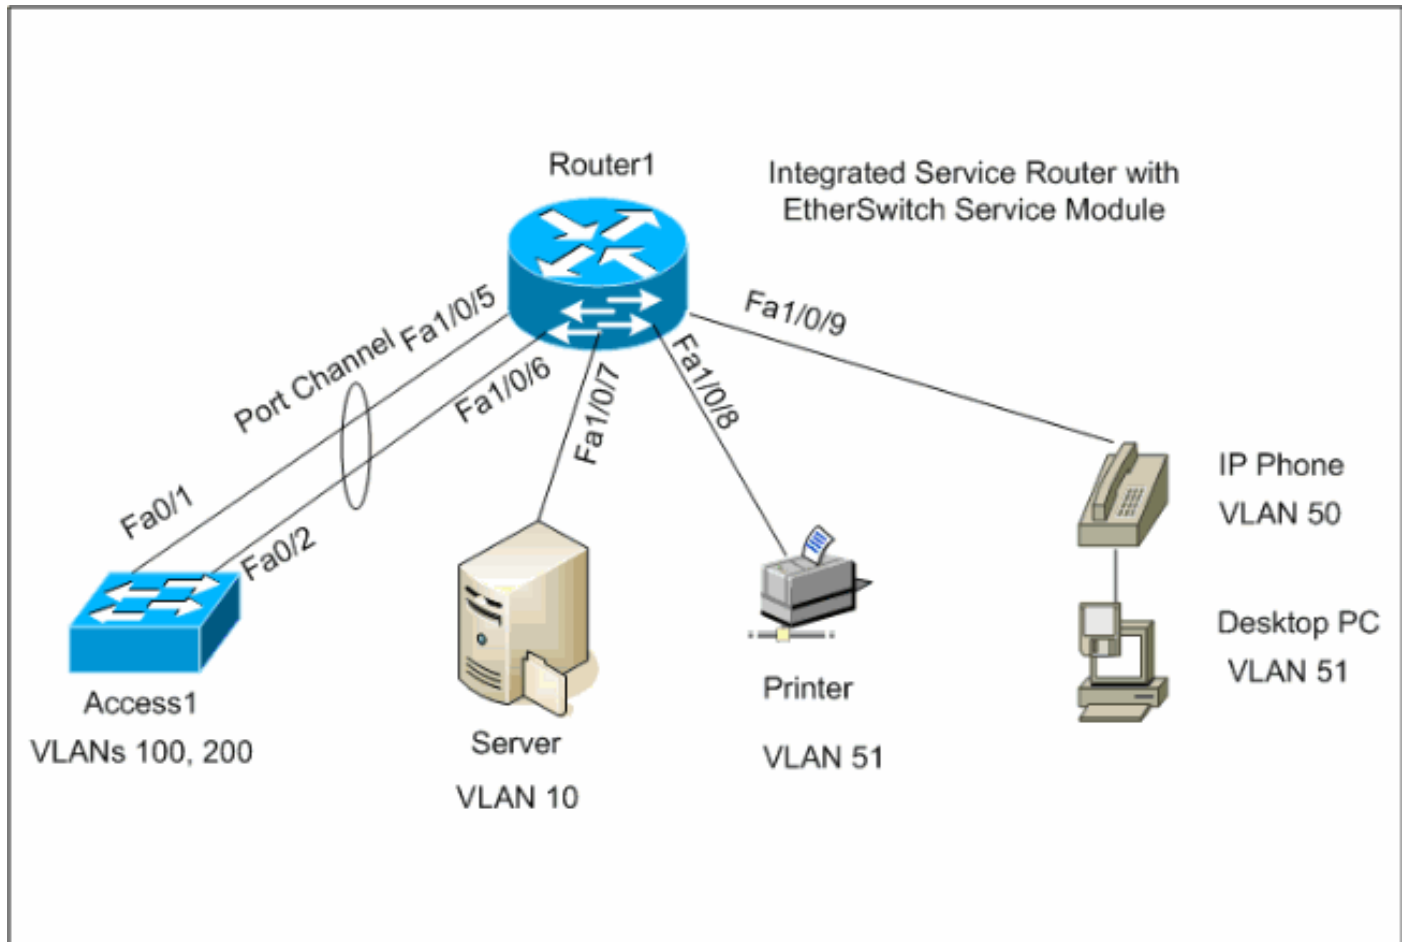 Router1
Integrated Service Router with
EtherSwitch Service Module
Port Channel
Fa1/0/5
Fa1/0/6
Fa1/0/7
Fa1/0/8
Fa1/0/9
Fa0/1
Fa0/2
Access1
VLANs 100, 200
Server
VLAN 10
Printer
VLAN 51
IP Phone
VLAN 50
Desktop PC
VLAN 51